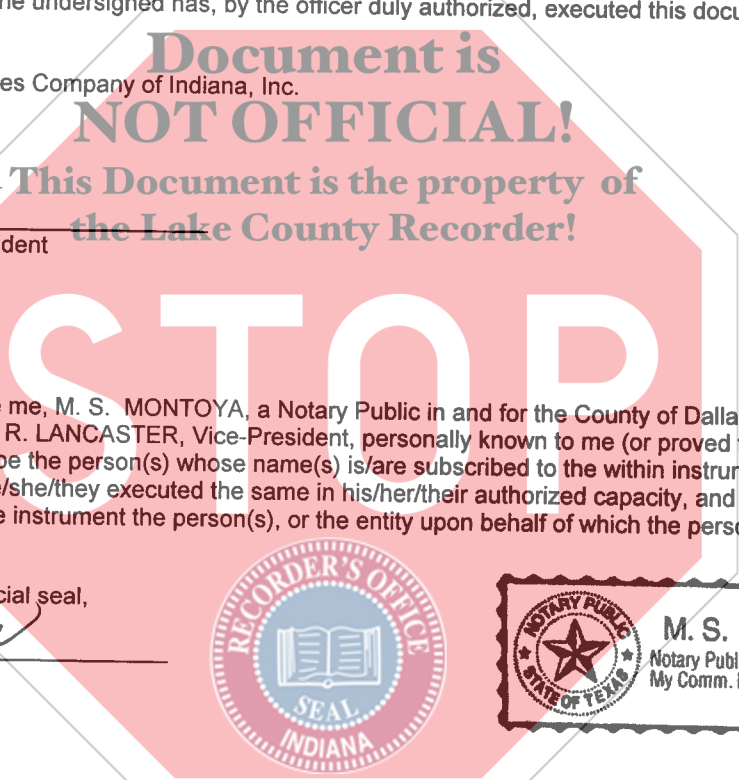 he undersigned has, by the officer duly authorized, executed this docu
Document is
es Company of Indiana, Inc.
NOT OFFICIAL!
This Document is the property of
the Lake County Recorder!
dent
STOP
me, M. S. MONTOYA, a Notary Public in and for the County of Dalla
R. LANCASTER, Vice-President, personally known to me (or proved
be the person(s) whose name(s) is/are subscribed to the within instrur
e/she/they executed the same in his/her/their authorized capacity, and
e instrument the person(s), or the entity upon behalf of which the perso
cial seal,
RECORDER'S OFFICE
SEAL
INDIANA
NOTARY PUBLIC
STATE OF TEXAS
M. S.
Notary Publi
My Comm.